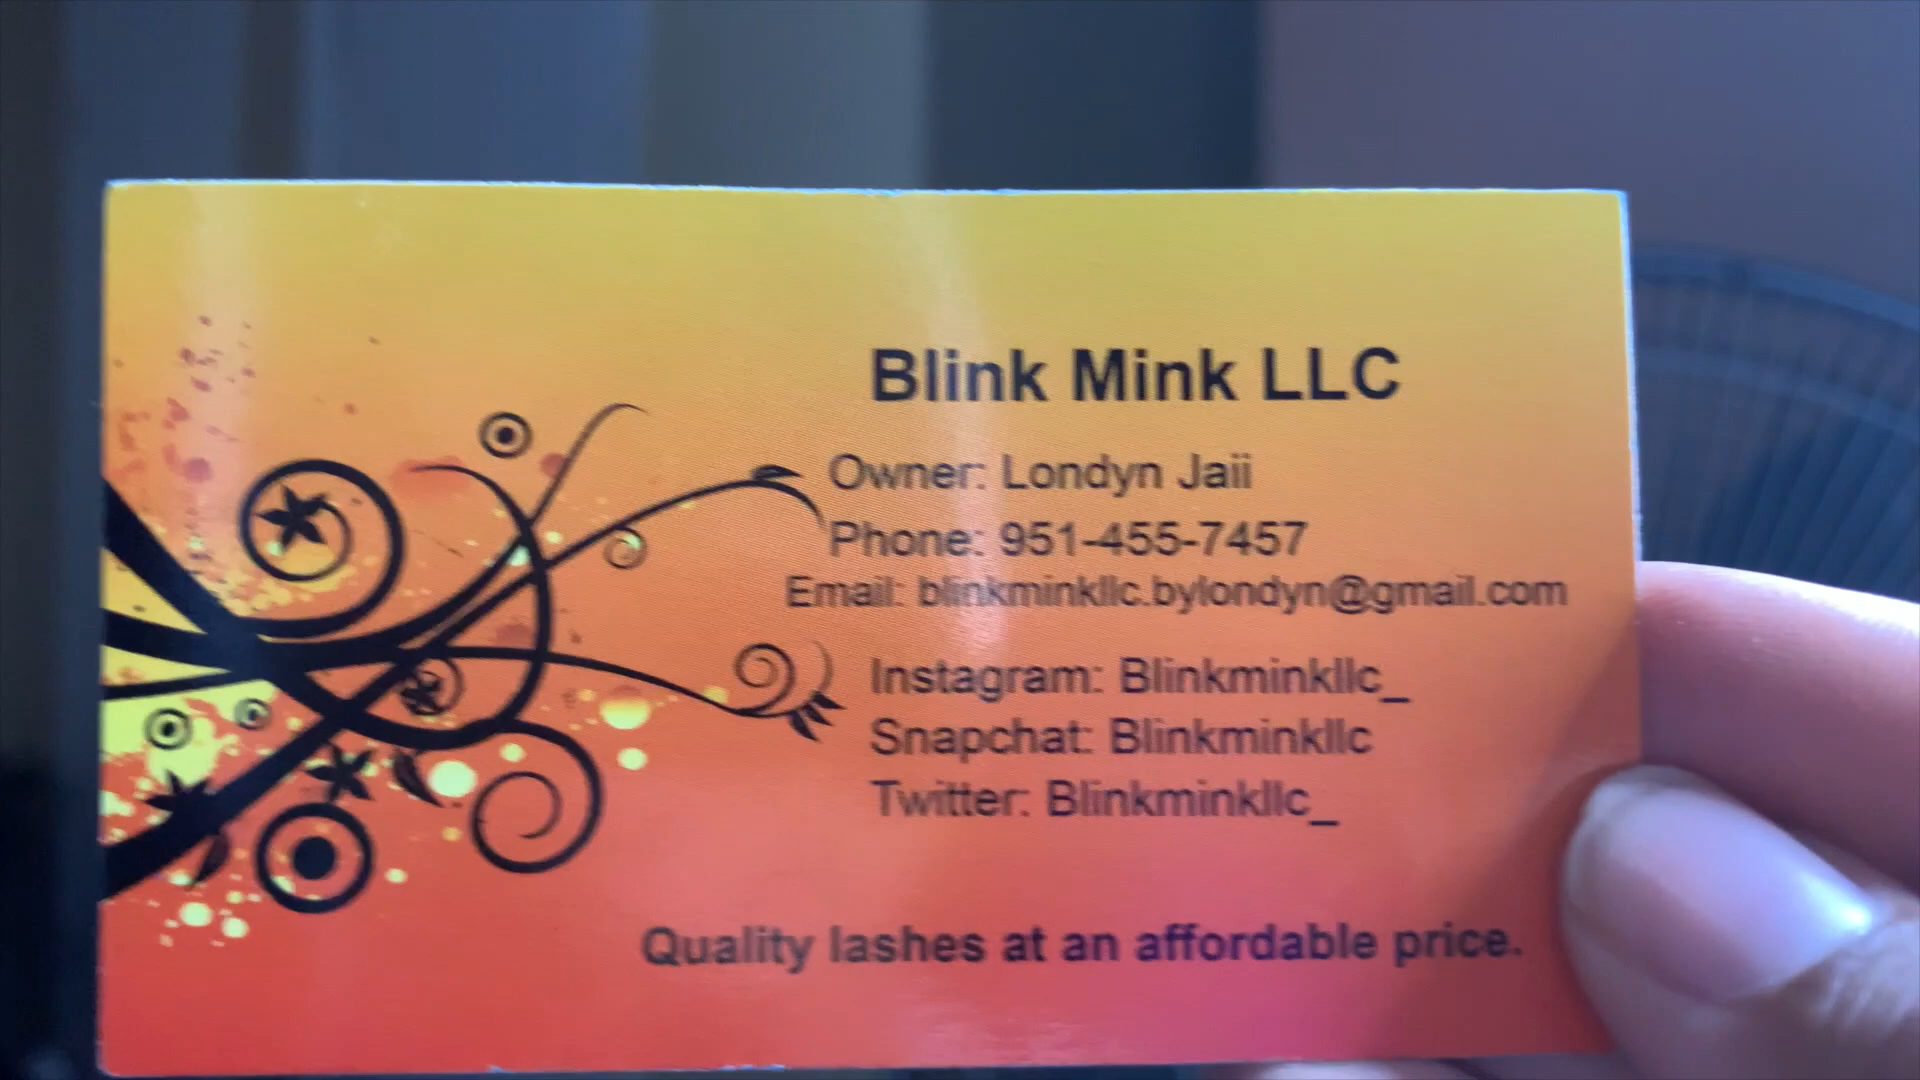 Blink Mink LLC
Owner: Londyn Jaii
Phone: 951-455-7457
Email: blinkminkllc.bylondyn@gmail.com
Instagram: Blinkminkllc_
Snapchat: Blinkminkllc
Twitter: Blinkminkllc_
Quality lashes at an affordable price.